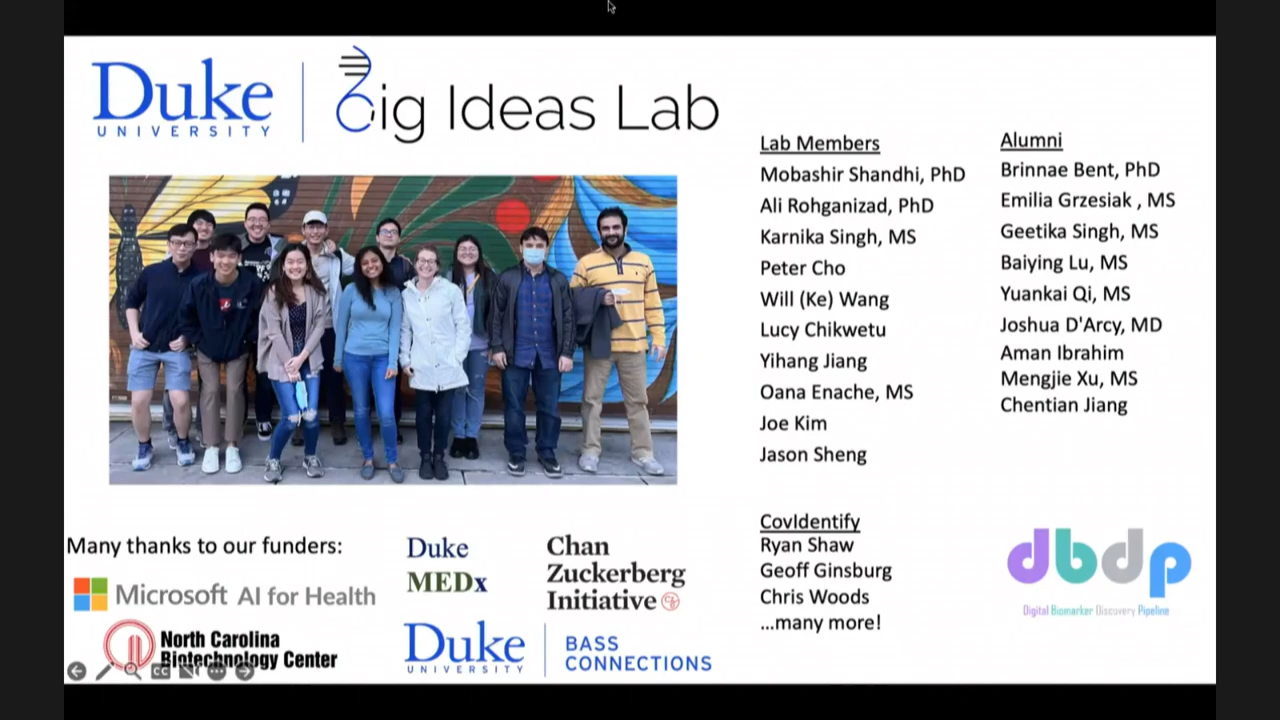 Duke
UNIVERSITY
Big Ideas Lab
Lab Members
Mobashir Shandhi, PhD
Ali Rohganizad, PhD
Karnika Singh, MS
Peter Cho
Will (Ke) Wang
Lucy Chikwetu
Yihang Jiang
Oana Enache, MS
Joe Kim
Jason Sheng
Alumni
Brinnae Bent, PhD
Emilia Grzesiak , MS
Geetika Singh, MS
Baiying Lu, MS
Yuankai Qi, MS
Joshua D'Arcy, MD
Aman Ibrahim
Mengjie Xu, MS
Chentian Jiang
Many thanks to our funders:
Microsoft AI for Health
North Carolina
Biotechnology Center
Duke
MEDx
Chan
Zuckerberg
Initiative
Duke
UNIVERSITY
BASS
CONNECTIONS
CovIdentify
Ryan Shaw
Geoff Ginsburg
Chris Woods
...many more!
dbdp
Digital Biomarker Discovery Pipeline
CC